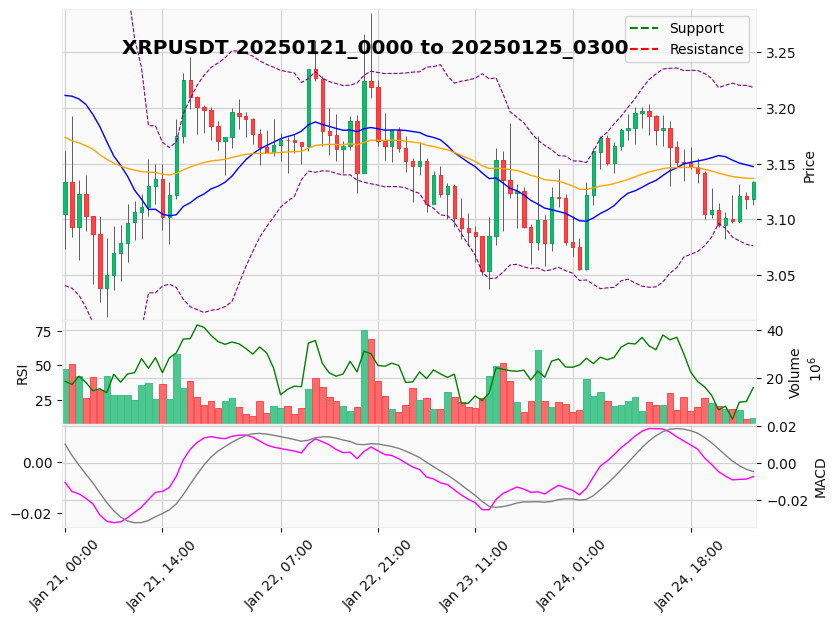 XRPUSDT 20250121_0000 to 20250125_0300
Support
Resistance
3.25
3.20
3.15
3.10
3.05
Price
75
50
25
RSI
40
20
Volume
10^6
0.00
−0.02
0.02
0.00
−0.02
MACD
Jan 21, 00:00
Jan 21, 14:00
Jan 22, 07:00
Jan 22, 21:00
Jan 23, 11:00
Jan 24, 01:00
Jan 24, 18:00